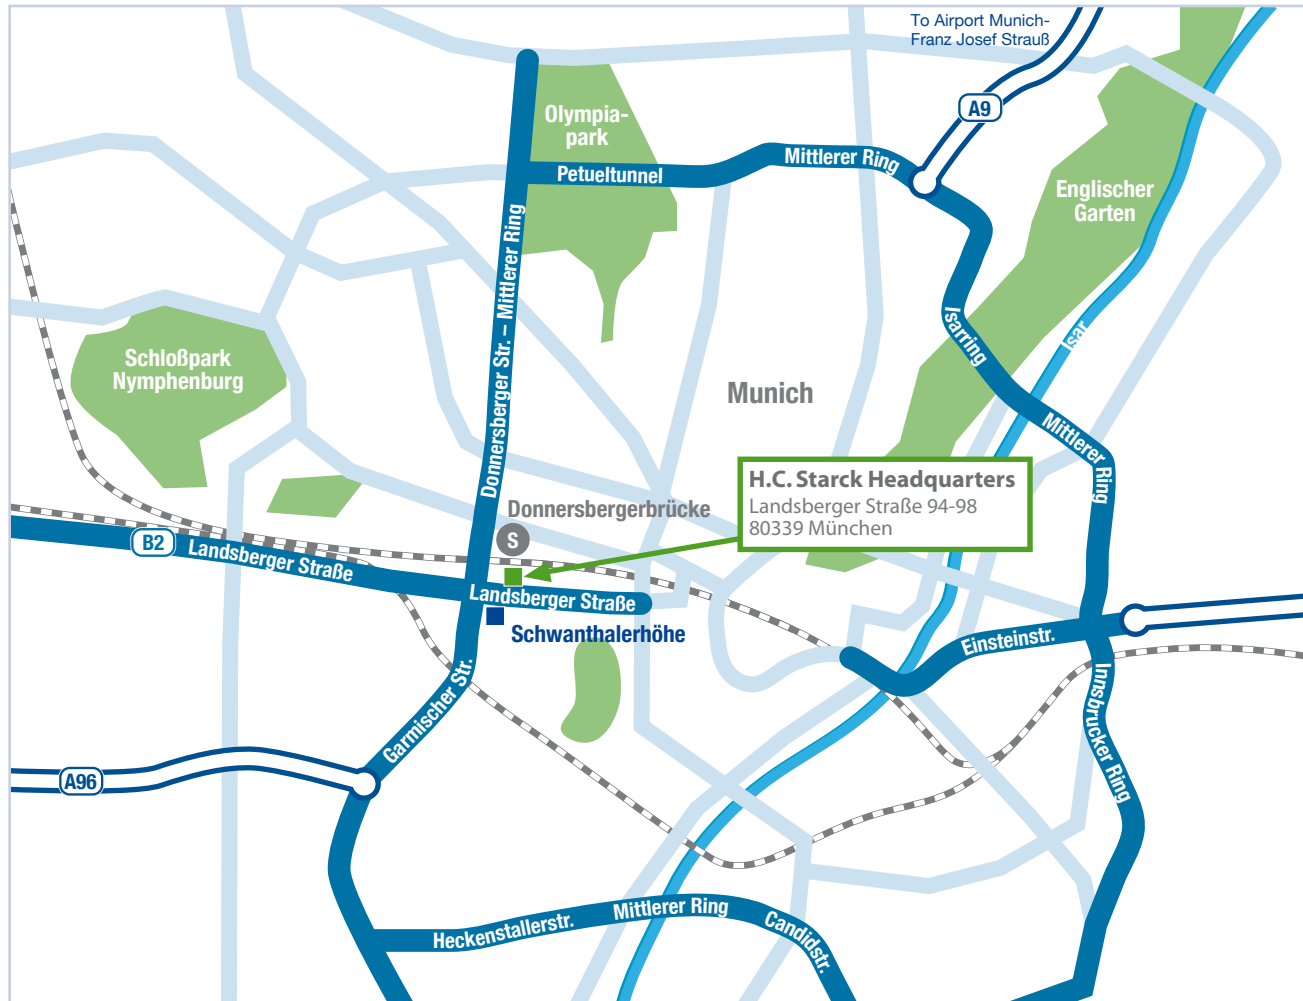 To Airport Munich-
Franz Josef Strauß
A9
Olympia-
park
Mittlerer Ring
Petueltunnel
Englischer
Garten
Donnersberger Str. – Mittlerer Ring
Isarring
Isar
Schloßpark
Nymphenburg
Munich
Mittlerer Ring
H.C. Starck Headquarters
Landsberger Straße 94-98
80339 München
Donnersbergerbrücke
S
B2
Landsberger Straße
Landsberger Straße
Schwanthalerhöhe
Einsteinstr.
Garmischer Str.
Innsbrucker Ring
A96
Heckenstallerstr.
Mittlerer Ring
Candidstr.